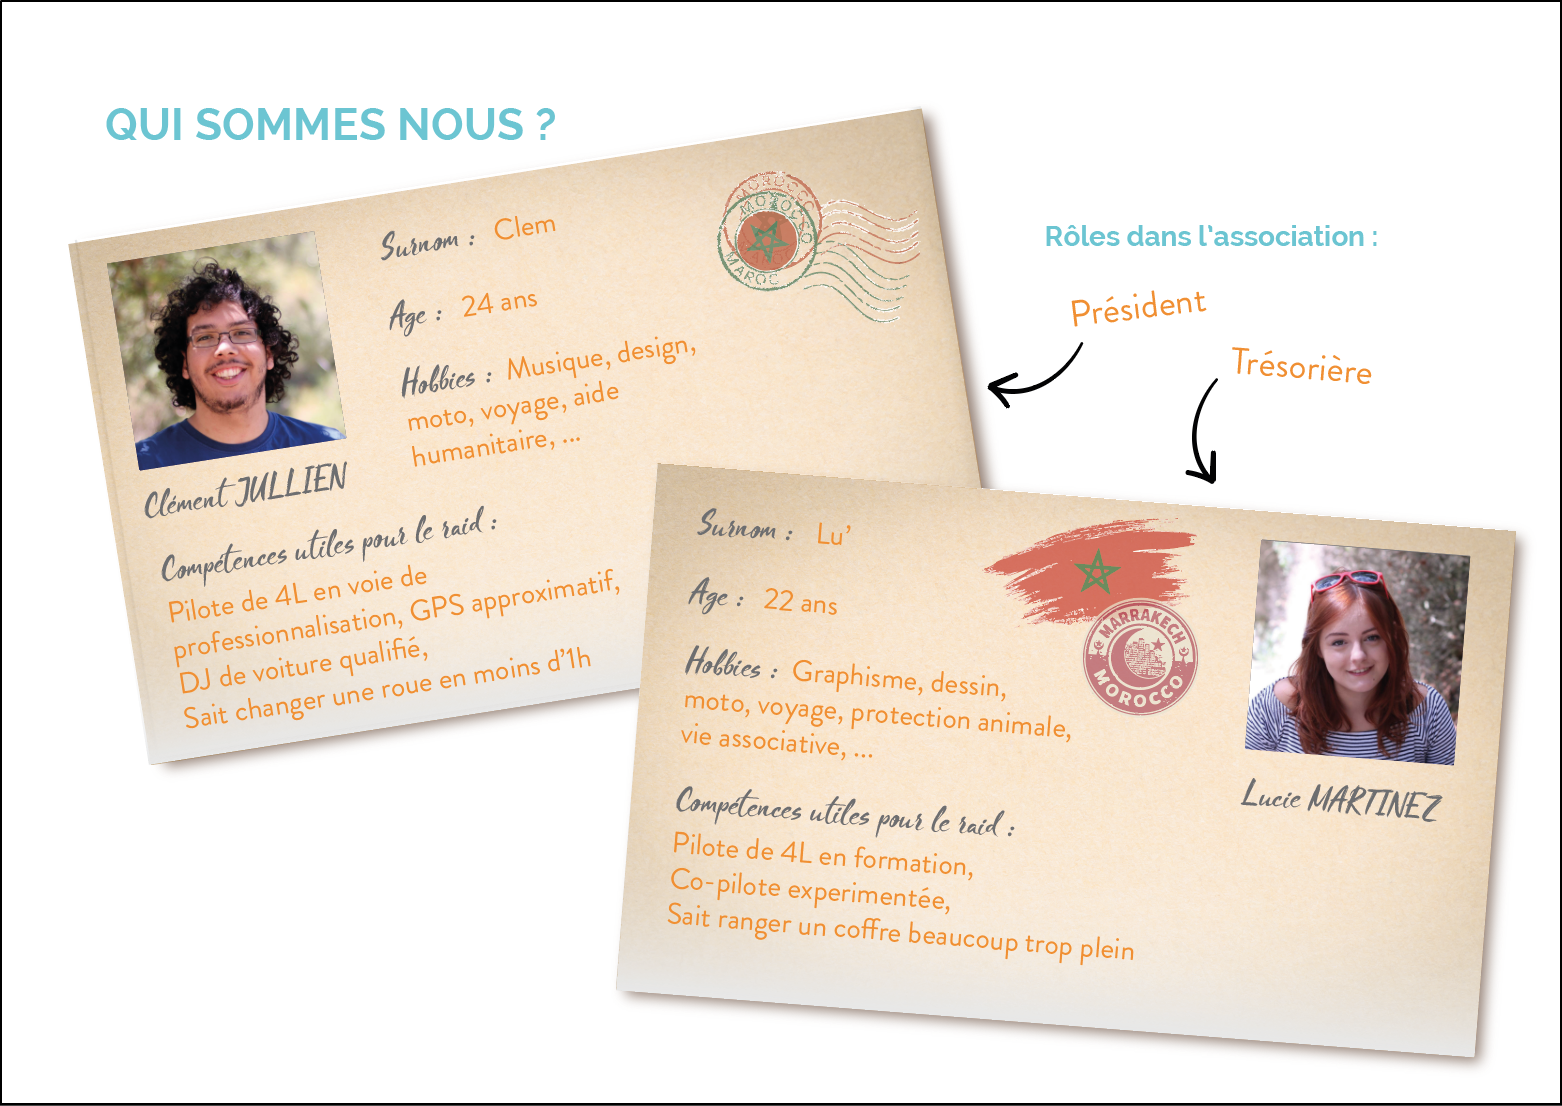 QUI SOMMES NOUS ?
Surnom : Clem
Age : 24 ans
Hobbies : Musique, design,
moto, voyage, aide
humanitaire, ...
Clément JULLIEN
Compétences utiles pour le raid :
Pilote de 4L en voie de
professionnalisation, GPS approximatif,
DJ de voiture qualifié,
Sait changer une roue en moins d'1h
MOROCCO
MOROCCO
MAROC
Rôles dans l'association :
Président
Trésorière
Surnom : Lu'
Age : 22 ans
Hobbies : Graphisme, dessin,
moto, voyage, protection animale,
vie associative, ...
Compétences utiles pour le raid :
Pilote de 4L en formation,
Co-pilote experimentée,
Sait ranger un coffre beaucoup trop plein
MARRAKECH
MOROCCO
Lucie MARTINEZ